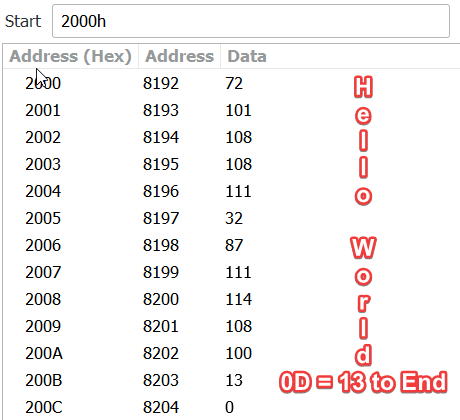 Start 2000h
Address (Hex) Address Data
2000 8192 72 H
2001 8193 101 e
2002 8194 108 l
2003 8195 108 l
2004 8196 111 o
2005 8197 32
2006 8198 87 W
2007 8199 111 o
2008 8200 114 r
2009 8201 108 l
200A 8202 100 d
200B 8203 13 0D = 13 to End
200C 8204 0